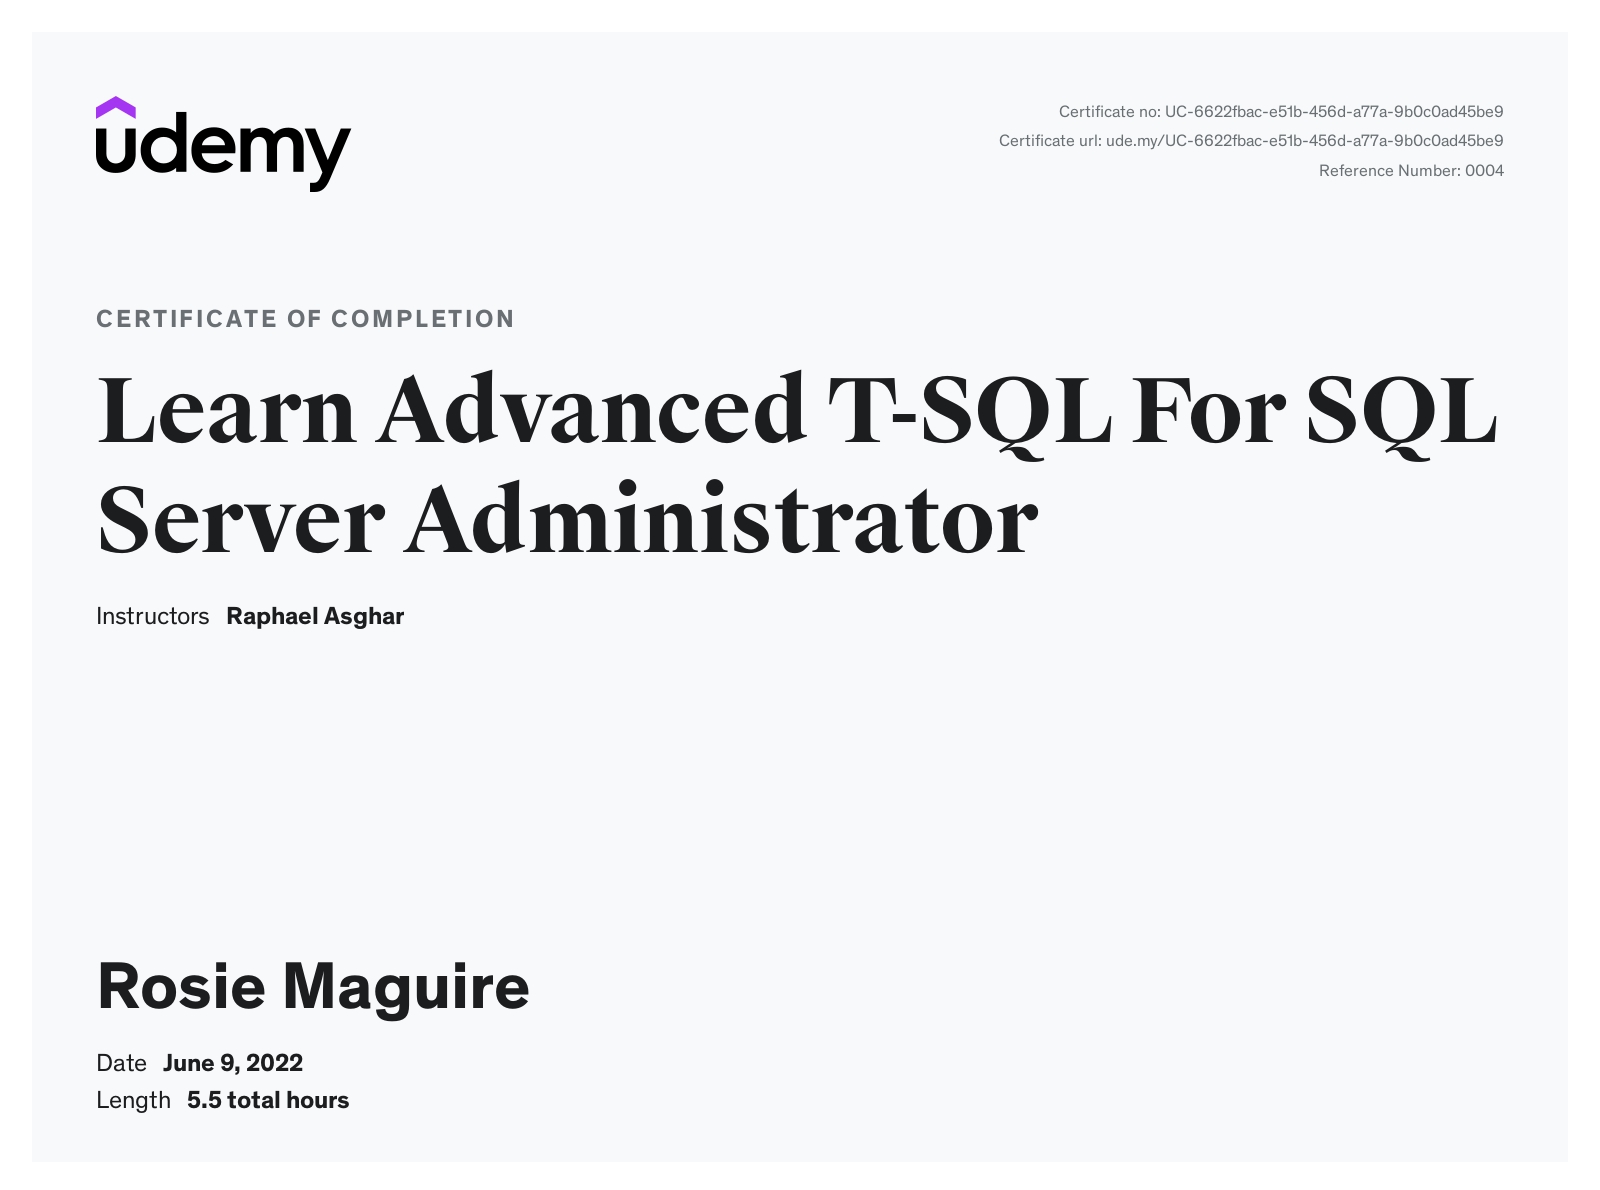 udemy
Certificate no: UC-6622fbac-e51b-456d-a77a-9b0c0ad45be9
Certificate url: ude.my/UC-6622fbac-e51b-456d-a77a-9b0c0ad45be9
Reference Number: 0004
CERTIFICATE OF COMPLETION
Learn Advanced T-SQL For SQL
Server Administrator
Instructors Raphael Asghar
Rosie Maguire
Date June 9, 2022
Length 5.5 total hours